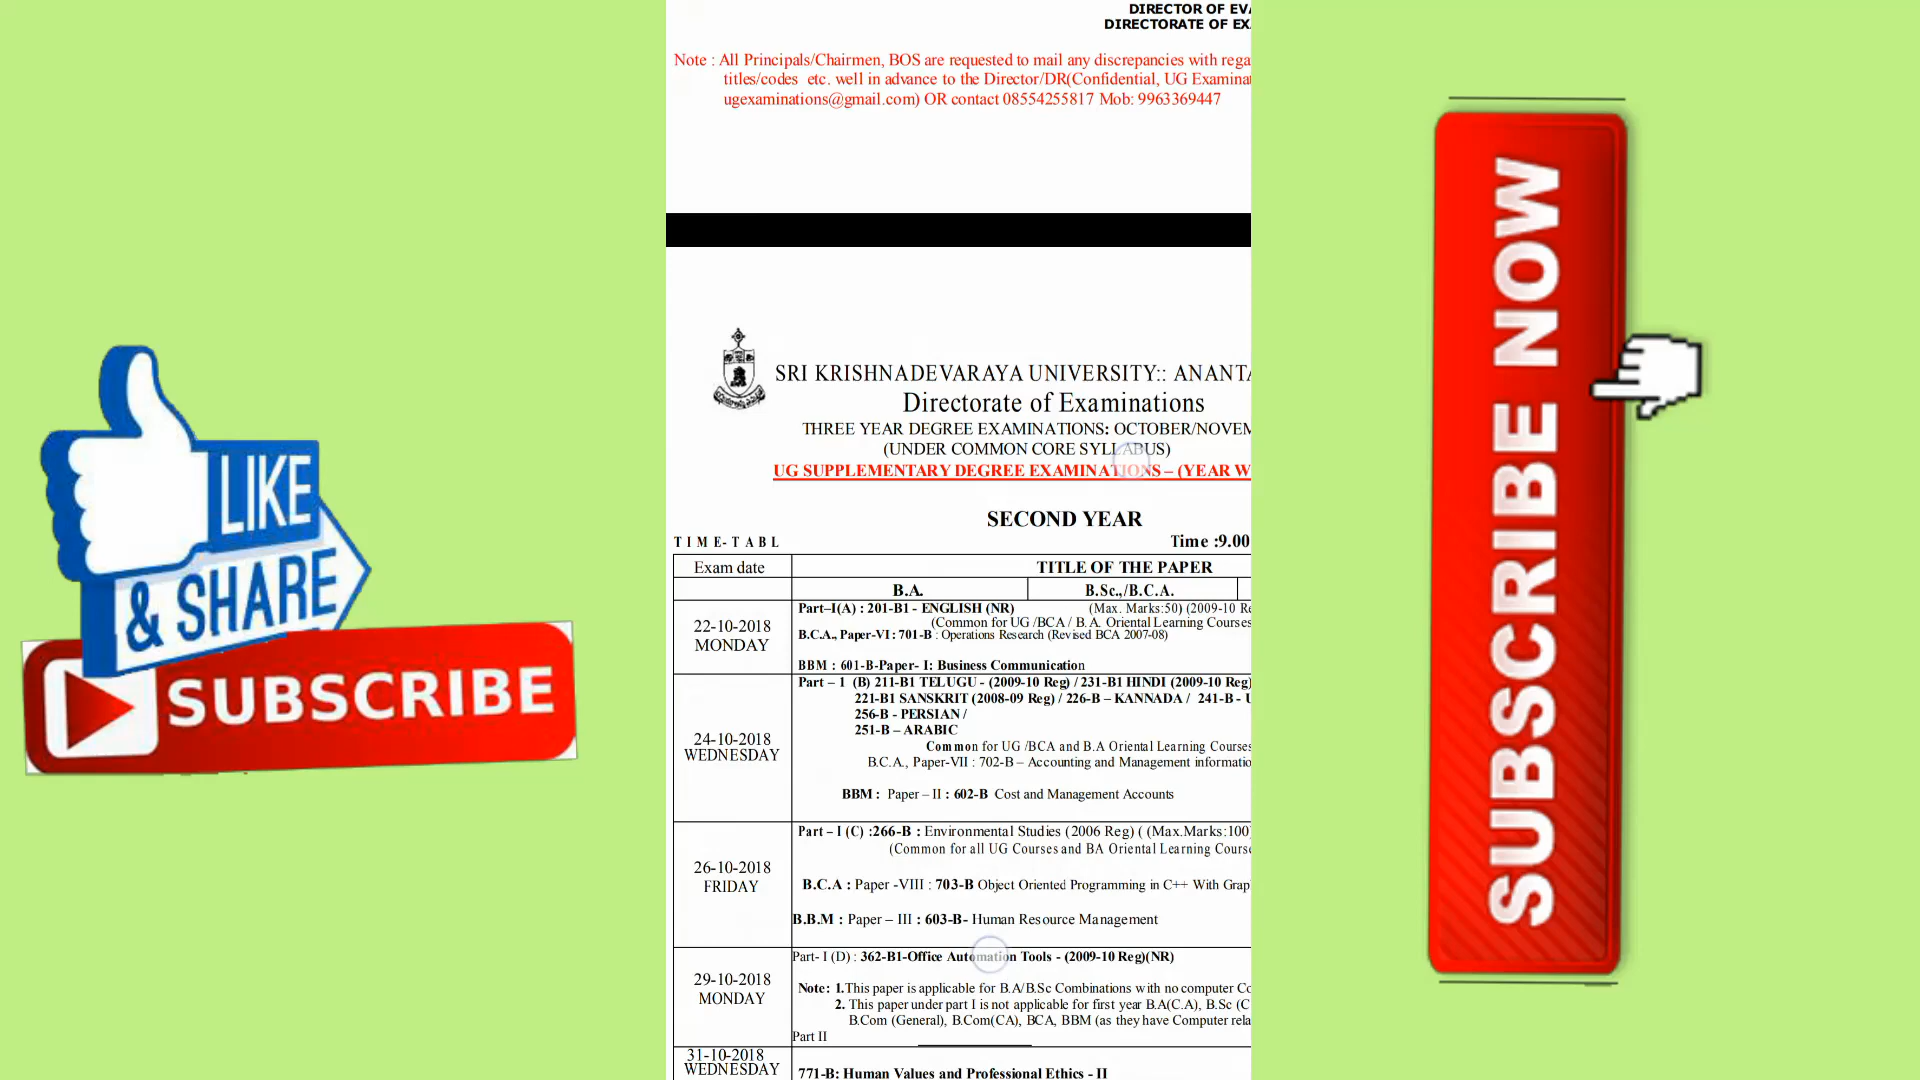 DIRECTOR OF EVA
DIRECTORATE OF EX
Note : All Principals/Chairmen, BOS are requested to mail any discrepancies with rega
titles/codes etc. well in advance to the Director/DR(Confidential, UG Examinat
ugexaminations@gmail.com) OR contact 08554255817 Mob: 9963369447
SRI KRISHNADEVARAYA UNIVERSITY:: ANANTA
Directorate of Examinations
THREE YEAR DEGREE EXAMINATIONS: OCTOBER/NOVEM
(UNDER COMMON CORE SYLLABUS)
UG SUPPLEMENTARY DEGREE EXAMINATIONS – (YEAR W
SECOND YEAR
TIME-TABL Time :9.00
Exam date TITLE OF THE PAPER
B.A. B.Sc.,/B.C.A.
22-10-2018
MONDAY
Part–I(A) : 201-B1 - ENGLISH (NR) (Max. Marks:50) (2009-10 Re
(Common for UG /BCA / B.A. Oriental Learning Courses
B.C.A., Paper-VI : 701-B : Operations Research (Revised BCA 2007-08)
BBM : 601-B-Paper- I: Business Communication
24-10-2018
WEDNESDAY
Part – 1 (B) 211-B1 TELUGU - (2009-10 Reg) / 231-B1 HINDI (2009-10 Reg)
221-B1 SANSKRIT (2008-09 Reg) / 226-B – KANNADA / 241-B - U
256-B - PERSIAN /
251-B – ARABIC
Common for UG /BCA and B.A Oriental Learning Courses
B.C.A., Paper-VII : 702-B – Accounting and Management informatio
BBM : Paper – II : 602-B Cost and Management Accounts
26-10-2018
FRIDAY
Part – I (C) :266-B : Environmental Studies (2006 Reg) ( (Max.Marks:100)
(Common for all UG Courses and BA Oriental Learning Course
B.C.A : Paper -VIII : 703-B Object Oriented Programming in C++ With Grap
B.B.M : Paper – III : 603-B- Human Resource Management
29-10-2018
MONDAY
Part- I (D) : 362-B1-Office Automation Tools - (2009-10 Reg)(NR)
Note: 1.This paper is applicable for B.A/B.Sc Combinations with no computer Co
2. This paper under part I is not applicable for first year B.A(C.A), B.Sc (C
B.Com (General), B.Com(CA), BCA, BBM (as they have Computer rela
Part II
31-10-2018
WEDNESDAY
771-B: Human Values and Professional Ethics - II
LIKE
& SHARE
SUBSCRIBE
SUBSCRIBE NOW